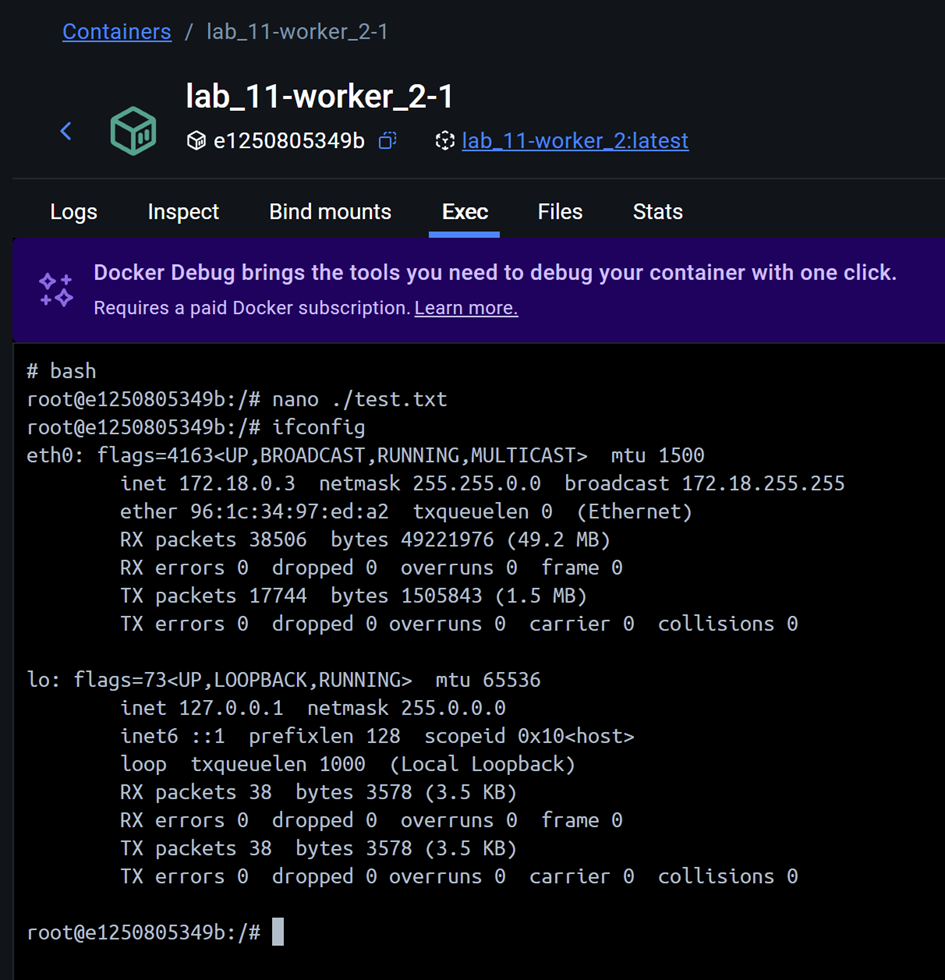 Containers / lab_11-worker_2-1
lab_11-worker_2-1
e1250805349b lab_11-worker_2:latest
Logs Inspect Bind mounts Exec Files Stats
Docker Debug brings the tools you need to debug your container with one click.
Requires a paid Docker subscription. Learn more.
# bash
root@e1250805349b:/# nano ./test.txt
root@e1250805349b:/# ifconfig
eth0: flags=4163<UP,BROADCAST,RUNNING,MULTICAST>  mtu 1500
        inet 172.18.0.3  netmask 255.255.0.0  broadcast 172.18.255.255
        ether 96:1c:34:97:ed:a2  txqueuelen 0  (Ethernet)
        RX packets 38506  bytes 49221976 (49.2 MB)
        RX errors 0  dropped 0  overruns 0  frame 0
        TX packets 17744  bytes 1505843 (1.5 MB)
        TX errors 0  dropped 0 overruns 0  carrier 0  collisions 0
lo: flags=73<UP,LOOPBACK,RUNNING>  mtu 65536
        inet 127.0.0.1  netmask 255.0.0.0
        inet6 ::1  prefixlen 128  scopeid 0x10<host>
        loop  txqueuelen 1000  (Local Loopback)
        RX packets 38  bytes 3578 (3.5 KB)
        RX errors 0  dropped 0  overruns 0  frame 0
        TX packets 38  bytes 3578 (3.5 KB)
        TX errors 0  dropped 0 overruns 0  carrier 0  collisions 0
root@e1250805349b:/#